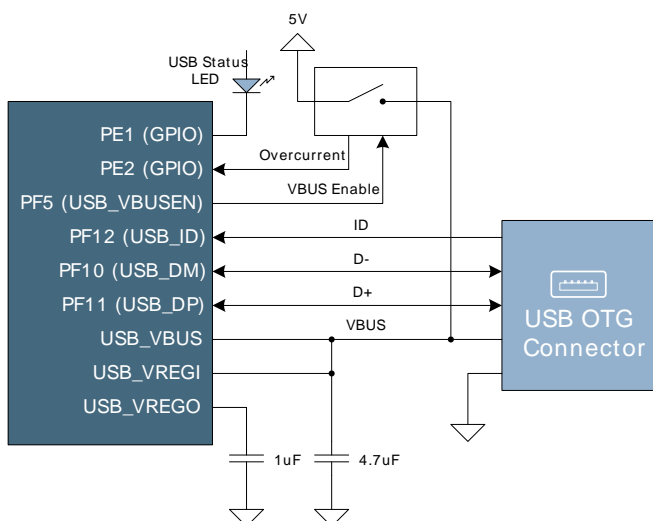 5V
USB Status
LED
PE1 (GPIO)
PE2 (GPIO)
Overcurrent
PF5 (USB_VBUSEN)
VBUS Enable
PF12 (USB_ID)
ID
PF10 (USB_DM)
D-
PF11 (USB_DP)
D+
USB_VBUS
VBUS
USB_VREGI
USB_VREGO
USB OTG
Connector
1uF
4.7uF